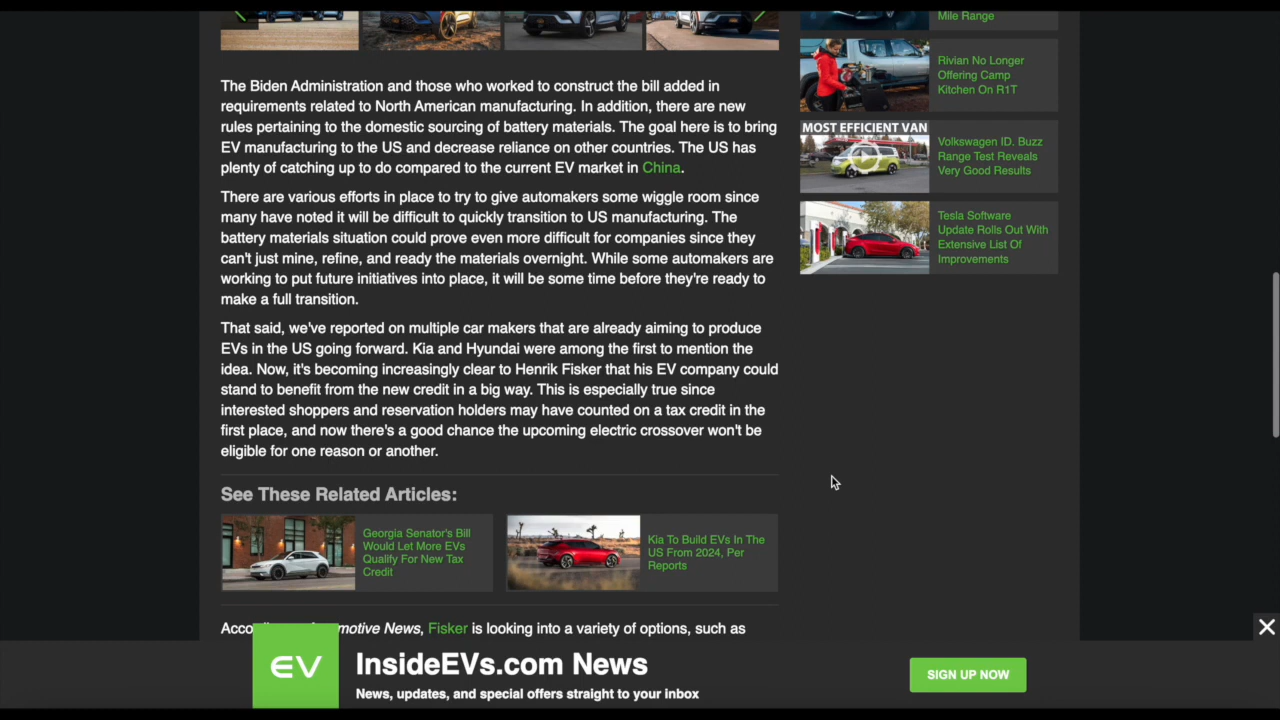 The Biden Administration and those who worked to construct the bill added in
requirements related to North American manufacturing. In addition, there are new
rules pertaining to the domestic sourcing of battery materials. The goal here is to bring
EV manufacturing to the US and decrease reliance on other countries. The US has
plenty of catching up to do compared to the current EV market in China.
There are various efforts in place to try to give automakers some wiggle room since
many have noted it will be difficult to quickly transition to US manufacturing. The
battery materials situation could prove even more difficult for companies since they
can't just mine, refine, and ready the materials overnight. While some automakers are
working to put future initiatives into place, it will be some time before they're ready to
make a full transition.
That said, we've reported on multiple car makers that are already aiming to produce
EVs in the US going forward. Kia and Hyundai were among the first to mention the
idea. Now, it's becoming increasingly clear to Henrik Fisker that his EV company could
stand to benefit from the new credit in a big way. This is especially true since
interested shoppers and reservation holders may have counted on a tax credit in the
first place, and now there's a good chance the upcoming electric crossover won't be
eligible for one reason or another.
See These Related Articles:
Georgia Senator's Bill
Would Let More EVs
Qualify For New Tax
Credit
Kia To Build EVs In The
US From 2024, Per
Reports
News, Fisker is looking into a variety of options, such as
Mile Range
Rivian No Longer
Offering Camp
Kitchen On R1T
MOST EFFICIENT VAN
Volkswagen ID. Buzz
Range Test Reveals
Very Good Results
Tesla Software
Update Rolls Out With
Extensive List Of
Improvements
EV
InsideEVs.com News
News, updates, and special offers straight to your inbox
SIGN UP NOW